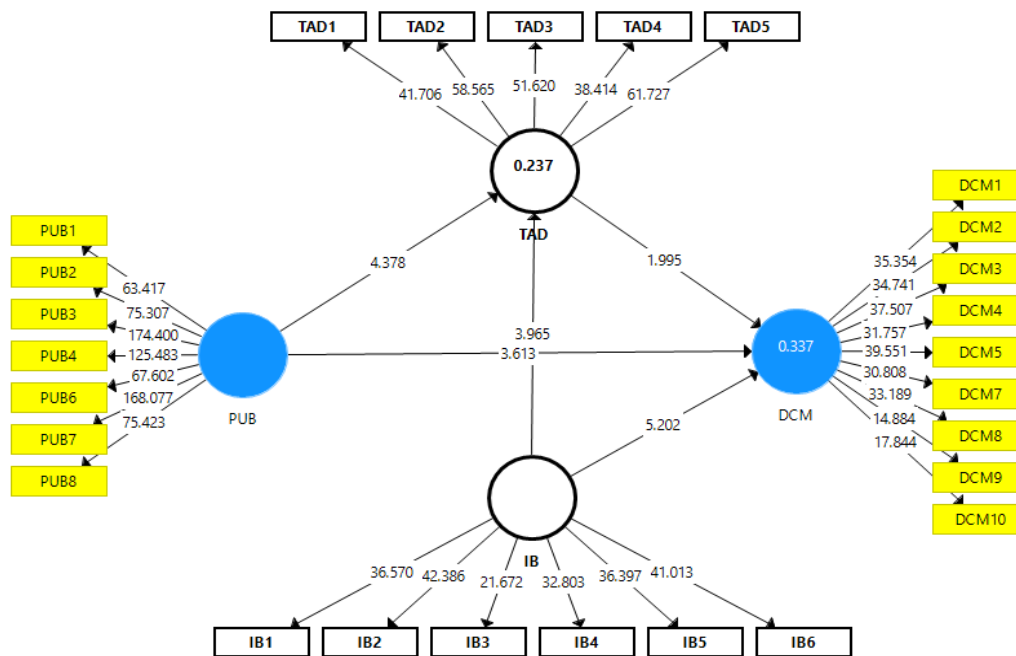 TAD1 TAD2 TAD3 TAD4 TAD5
41.706 58.565 51.620 38.414 61.727
0.237
TAD
PUB1
PUB2
PUB3
PUB4
PUB6
PUB7
PUB8
63.417
75.307
174.400
125.483
67.602
168.077
75.423
PUB
4.378
1.995
3.965
3.613
5.202
0.337
DCM
35.354
34.741
37.507
31.757
39.551
30.808
33.189
14.884
17.844
DCM1
DCM2
DCM3
DCM4
DCM5
DCM7
DCM8
DCM9
DCM10
IB
36.570 42.386 21.672 32.803 36.397 41.013
IB1 IB2 IB3 IB4 IB5 IB6